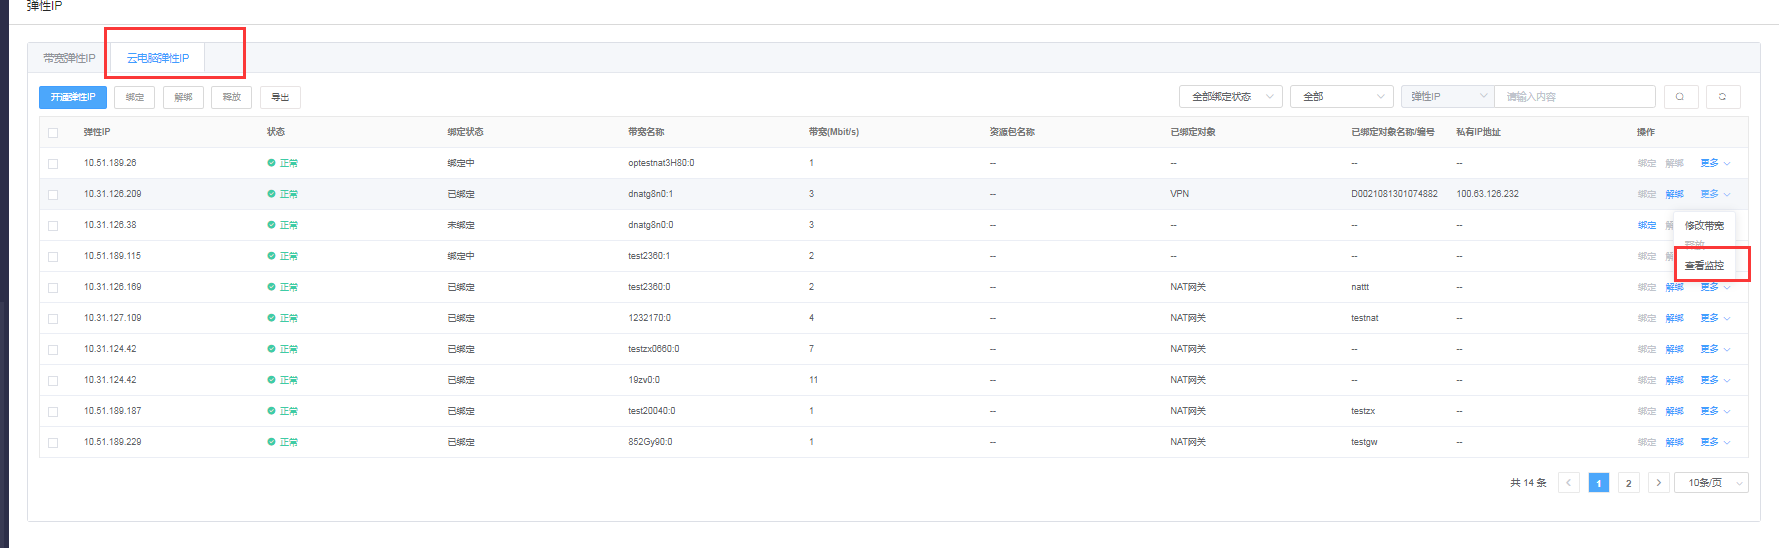 弹性IP
带宽弹性IP 云电脑弹性IP
开通弹性IP 绑定 解绑 释放 导出 全部绑定状态 全部 弹性IP 请输入内容
弹性IP 状态 绑定状态 带宽名称 带宽(Mbit/s) 资源包名称 已绑定对象 已绑定对象名称/编号 私有IP地址 操作
10.51.189.26 正常 绑定中 optestnat3H80:0 1 -- -- -- -- 绑定 解绑 更多
10.31.126.209 正常 已绑定 dnatg8n0:1 3 -- VPN D0021081301074882 100.63.126.232 绑定 解绑 更多
10.31.126.38 正常 未绑定 dnatg8n0:0 3 -- -- -- -- 绑定 解
修改带宽
释放
10.51.189.115 正常 绑定中 test2360:1 2 -- -- -- -- 绑定 解
查看监控
10.31.126.169 正常 已绑定 test2360:0 2 -- NAT网关 nattt -- 绑定 解绑 更多
10.31.127.109 正常 已绑定 1232170:0 4 -- NAT网关 testnat -- 绑定 解绑 更多
10.31.124.42 正常 已绑定 testzx0660:0 7 -- NAT网关 -- -- 绑定 解绑 更多
10.31.124.42 正常 已绑定 19zv0:0 11 -- NAT网关 -- -- 绑定 解绑 更多
10.51.189.187 正常 已绑定 test20040:0 1 -- NAT网关 testzx -- 绑定 解绑 更多
10.51.189.229 正常 已绑定 852Gy90:0 1 -- NAT网关 testgw -- 绑定 解绑 更多
共 14 条 1 2 10条/页